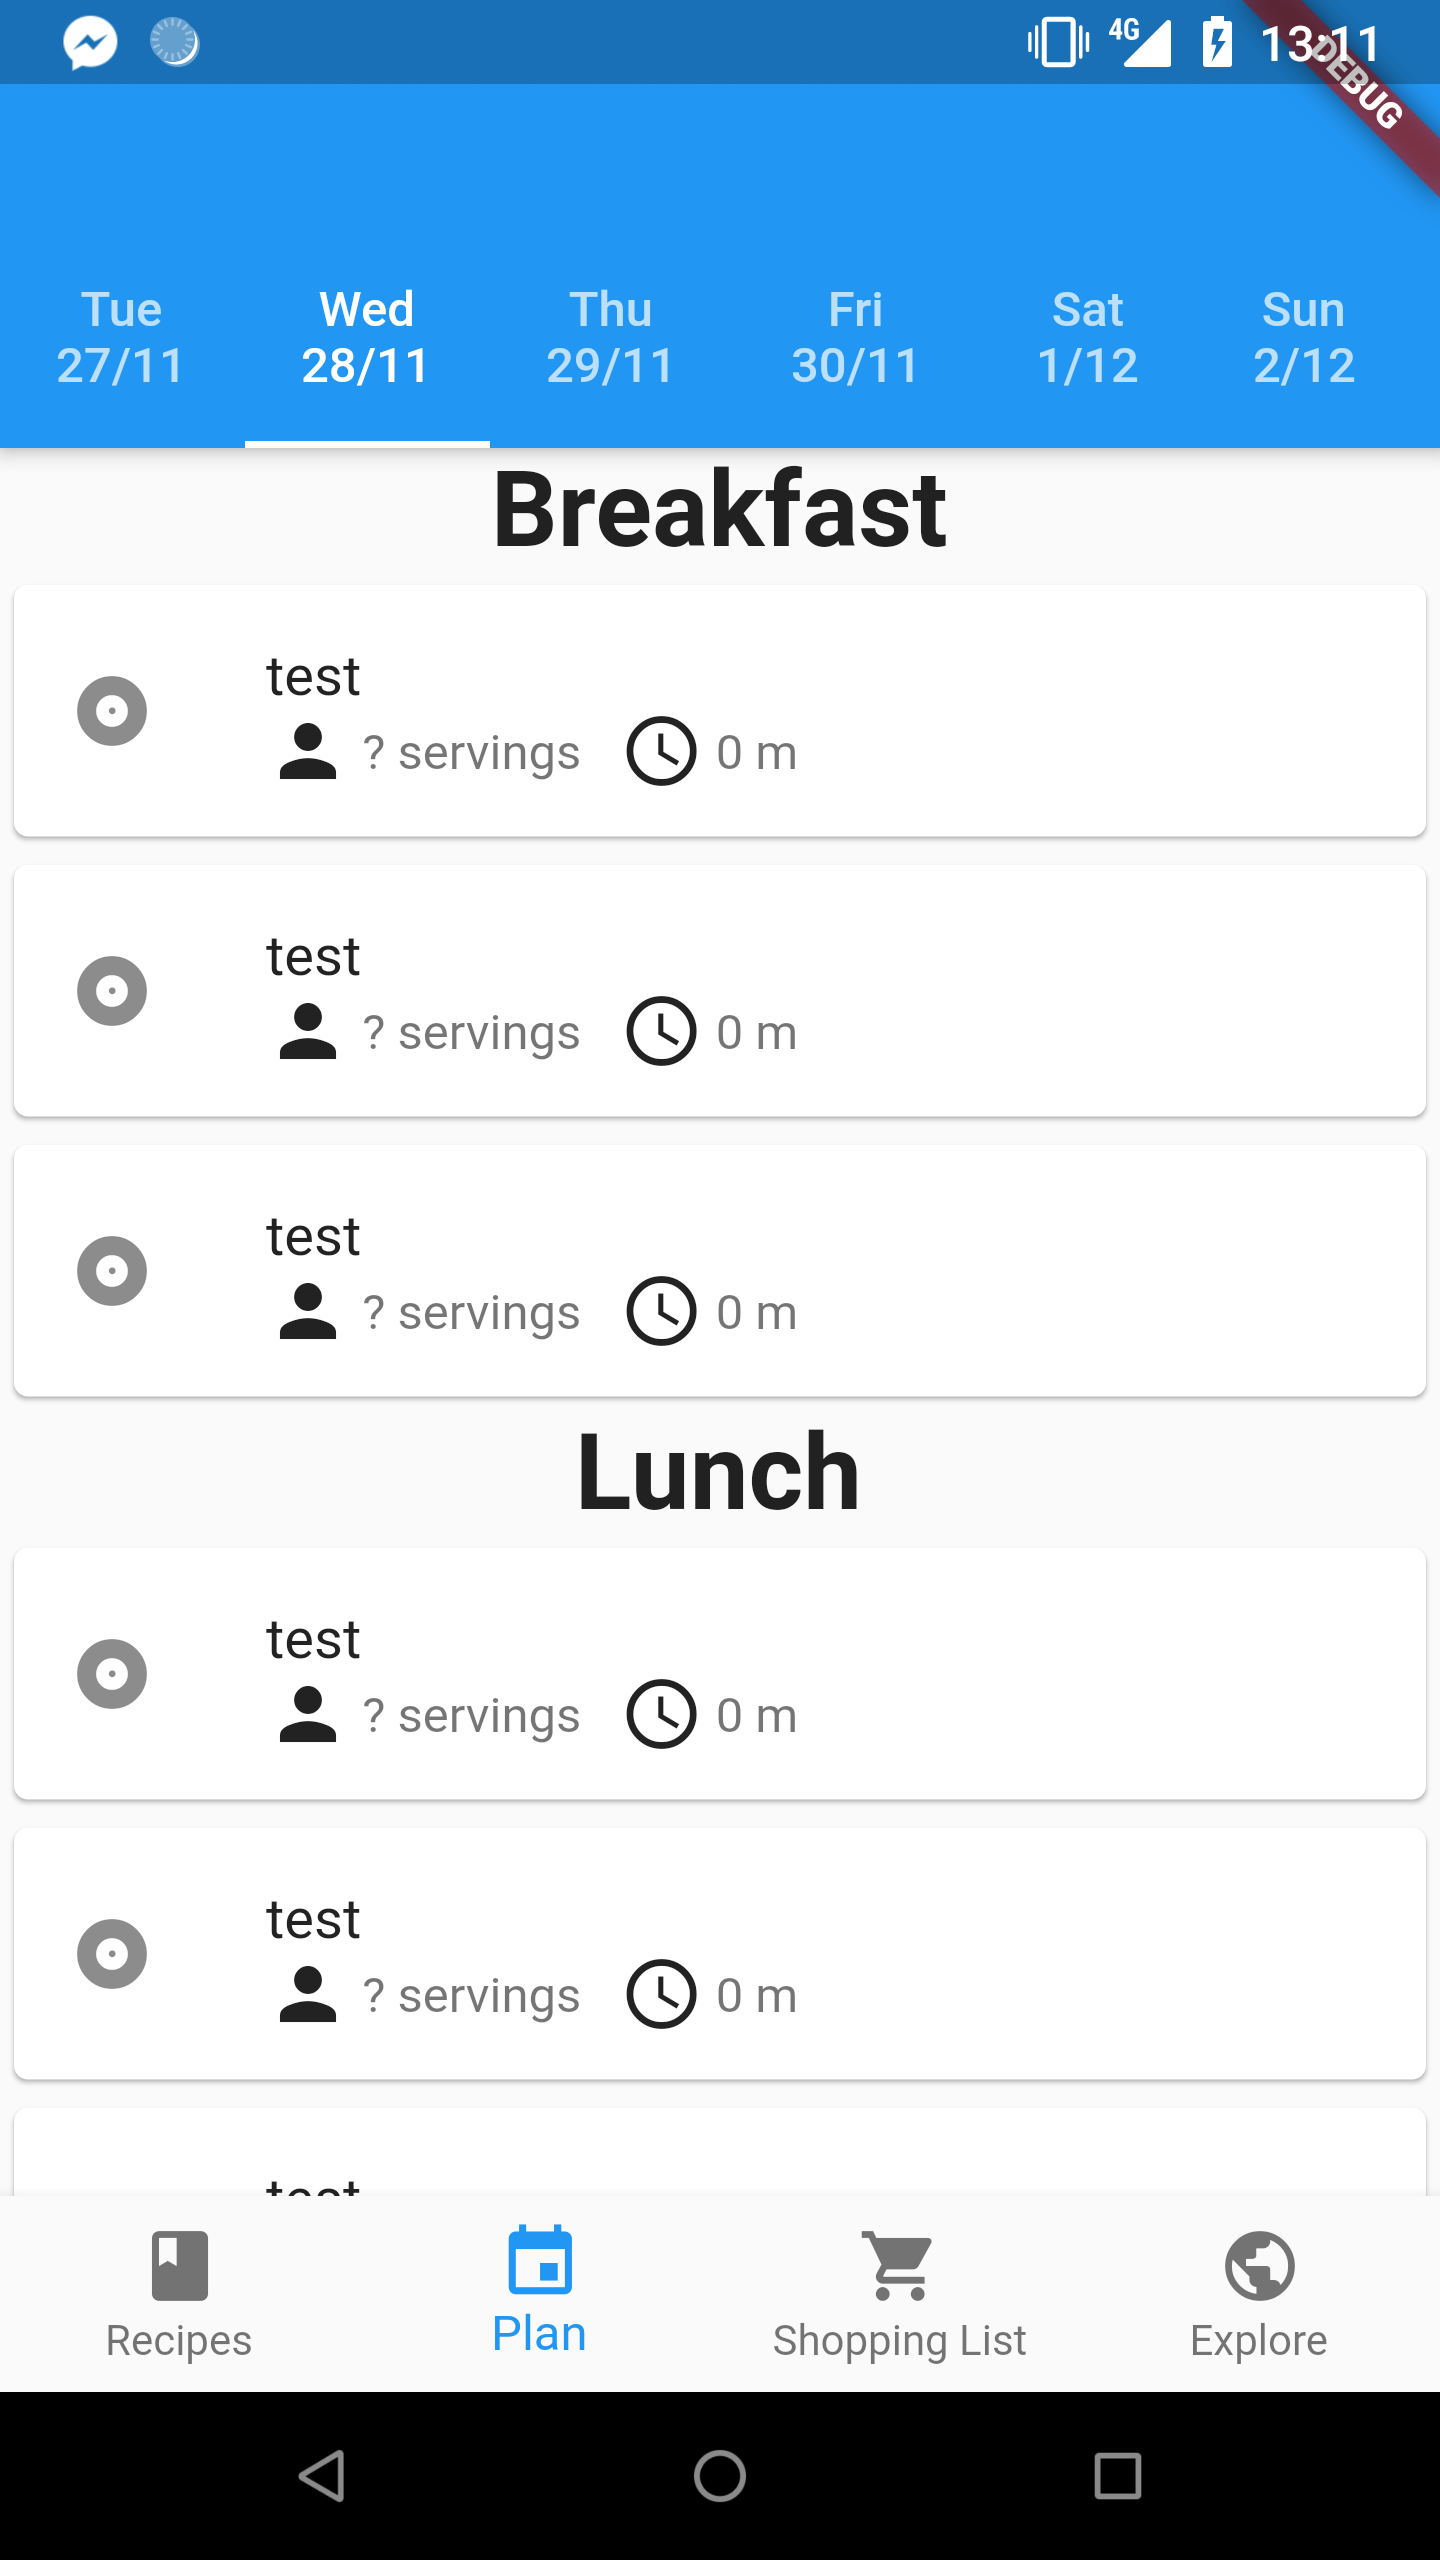 4G 13:11
DEBUG
Tue Wed Thu Fri Sat Sun
27/11 28/11 29/11 30/11 1/12 2/12
Breakfast
test
? servings 0 m
test
? servings 0 m
test
? servings 0 m
Lunch
test
? servings 0 m
test
? servings 0 m
test
Recipes Plan Shopping List Explore